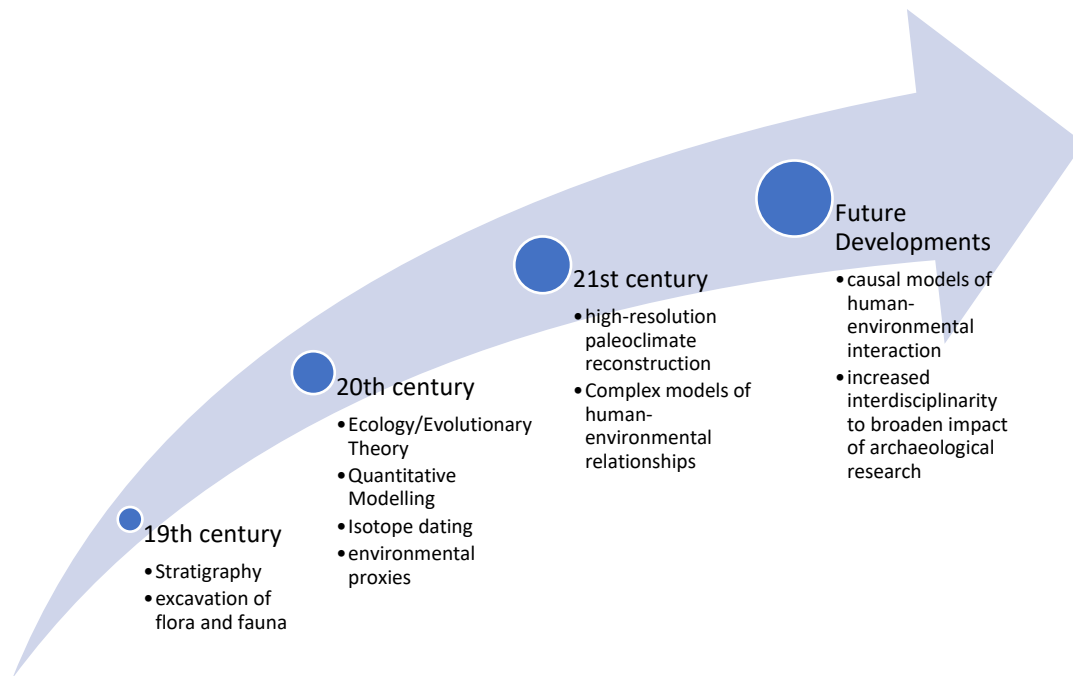 19th century
•Stratigraphy
•excavation of
flora and fauna
20th century
•Ecology/Evolutionary
Theory
•Quantitative
Modelling
•Isotope dating
•environmental
proxies
21st century
•high-resolution
paleoclimate
reconstruction
•Complex models of
human-
environmental
relationships
Future
Developments
•causal models of
human-
environmental
interaction
•increased
interdisciplinarity
to broaden impact
of archaeological
research